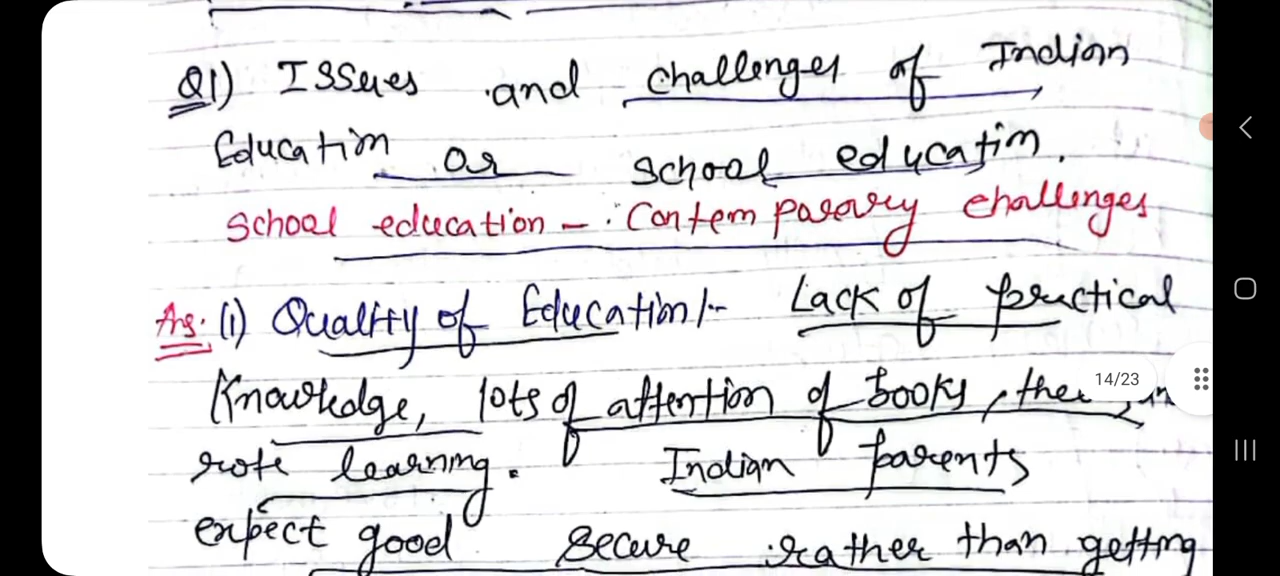 Q1) Issues and challenges of Indian
Education or School education.
School education - Contemporary challenges
Ans. (1) Quality of Education:- Lack of practical
Knowledge, lots of attention of books,
14/23
rote learning. Indian parents
expect good secure rather than getting